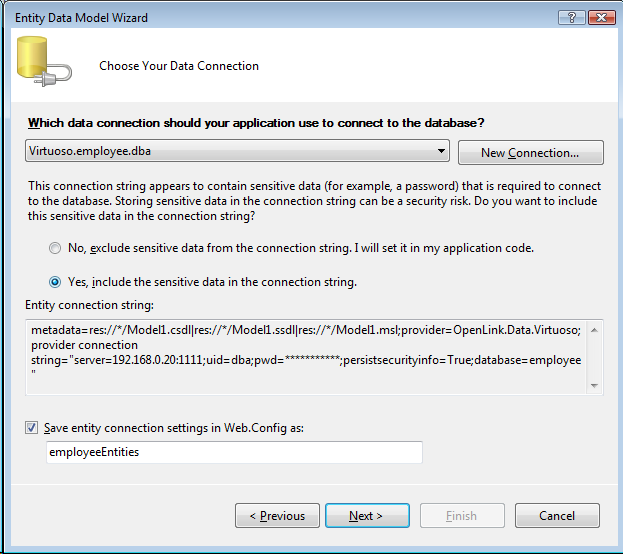 Entity Data Model Wizard
Choose Your Data Connection
Which data connection should your application use to connect to the database?
Virtuoso.employee.dba
New Connection...
This connection string appears to contain sensitive data (for example, a password) that is required to connect
to the database. Storing sensitive data in the connection string can be a security risk. Do you want to include
this sensitive data in the connection string?
No, exclude sensitive data from the connection string. I will set it in my application code.
Yes, include the sensitive data in the connection string.
Entity connection string:
metadata=res://*/Model1.csdl|res://*/Model1.ssdl|res://*/Model1.msl;provider=OpenLink.Data.Virtuoso;
provider connection
string="server=192.168.0.20:1111;uid=dba;pwd=***********;persistsecurityinfo=True;database=employee
"
Save entity connection settings in Web.Config as:
employeeEntities
< Previous
Next >
Finish
Cancel